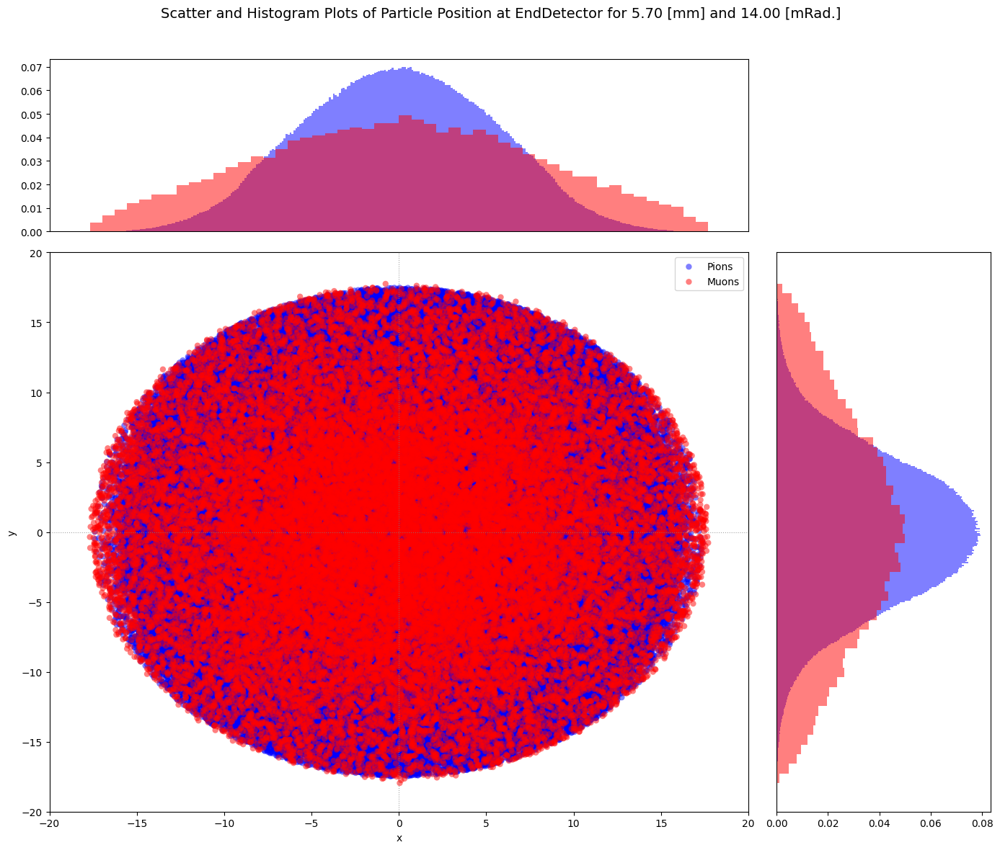 Scatter and Histogram Plots of Particle Position at EndDetector for 5.70 [mm] and 14.00 [mRad.]
0.07
0.06
0.05
0.04
0.03
0.02
0.01
0.00
20
15
10
5
0
−5
−10
−15
−20
y
Pions
Muons
−20 −15 −10 −5 0 5 10 15 20
x
0.00 0.02 0.04 0.06 0.08